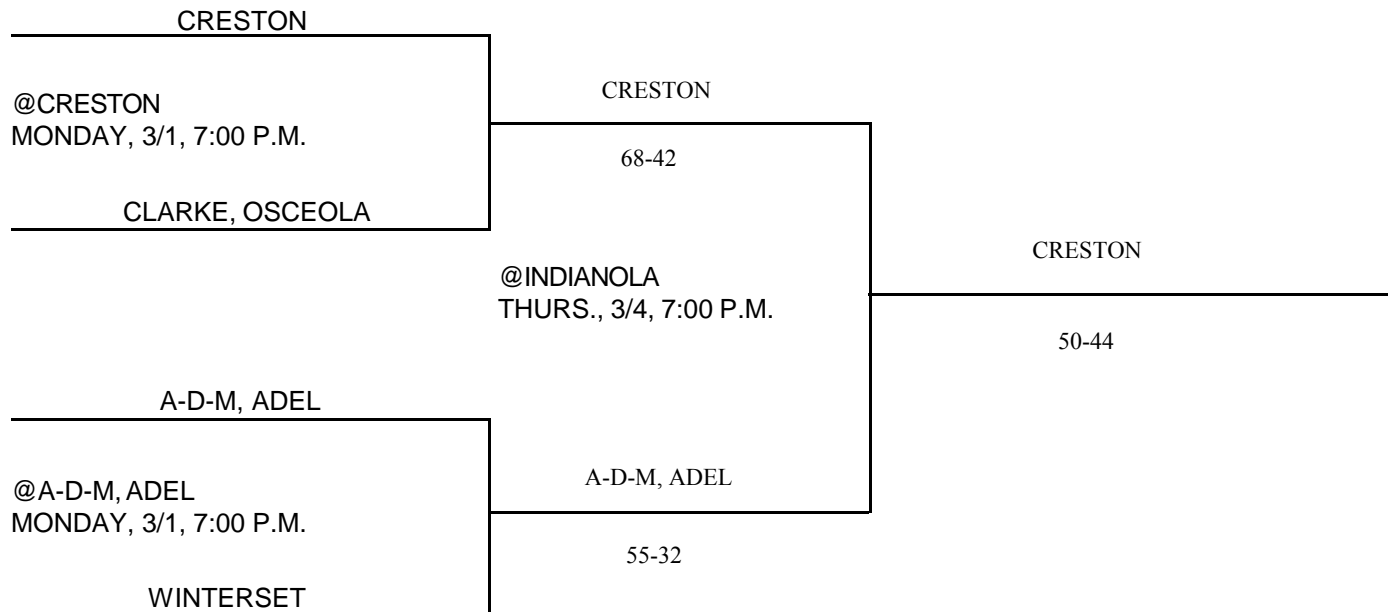 CRESTON
@CRESTON
MONDAY, 3/1, 7:00 P.M.
CLARKE, OSCEOLA
CRESTON
68-42
@INDIANOLA
THURS., 3/4, 7:00 P.M.
CRESTON
50-44
A-D-M, ADEL
@A-D-M, ADEL
MONDAY, 3/1, 7:00 P.M.
WINTERSET
A-D-M, ADEL
55-32